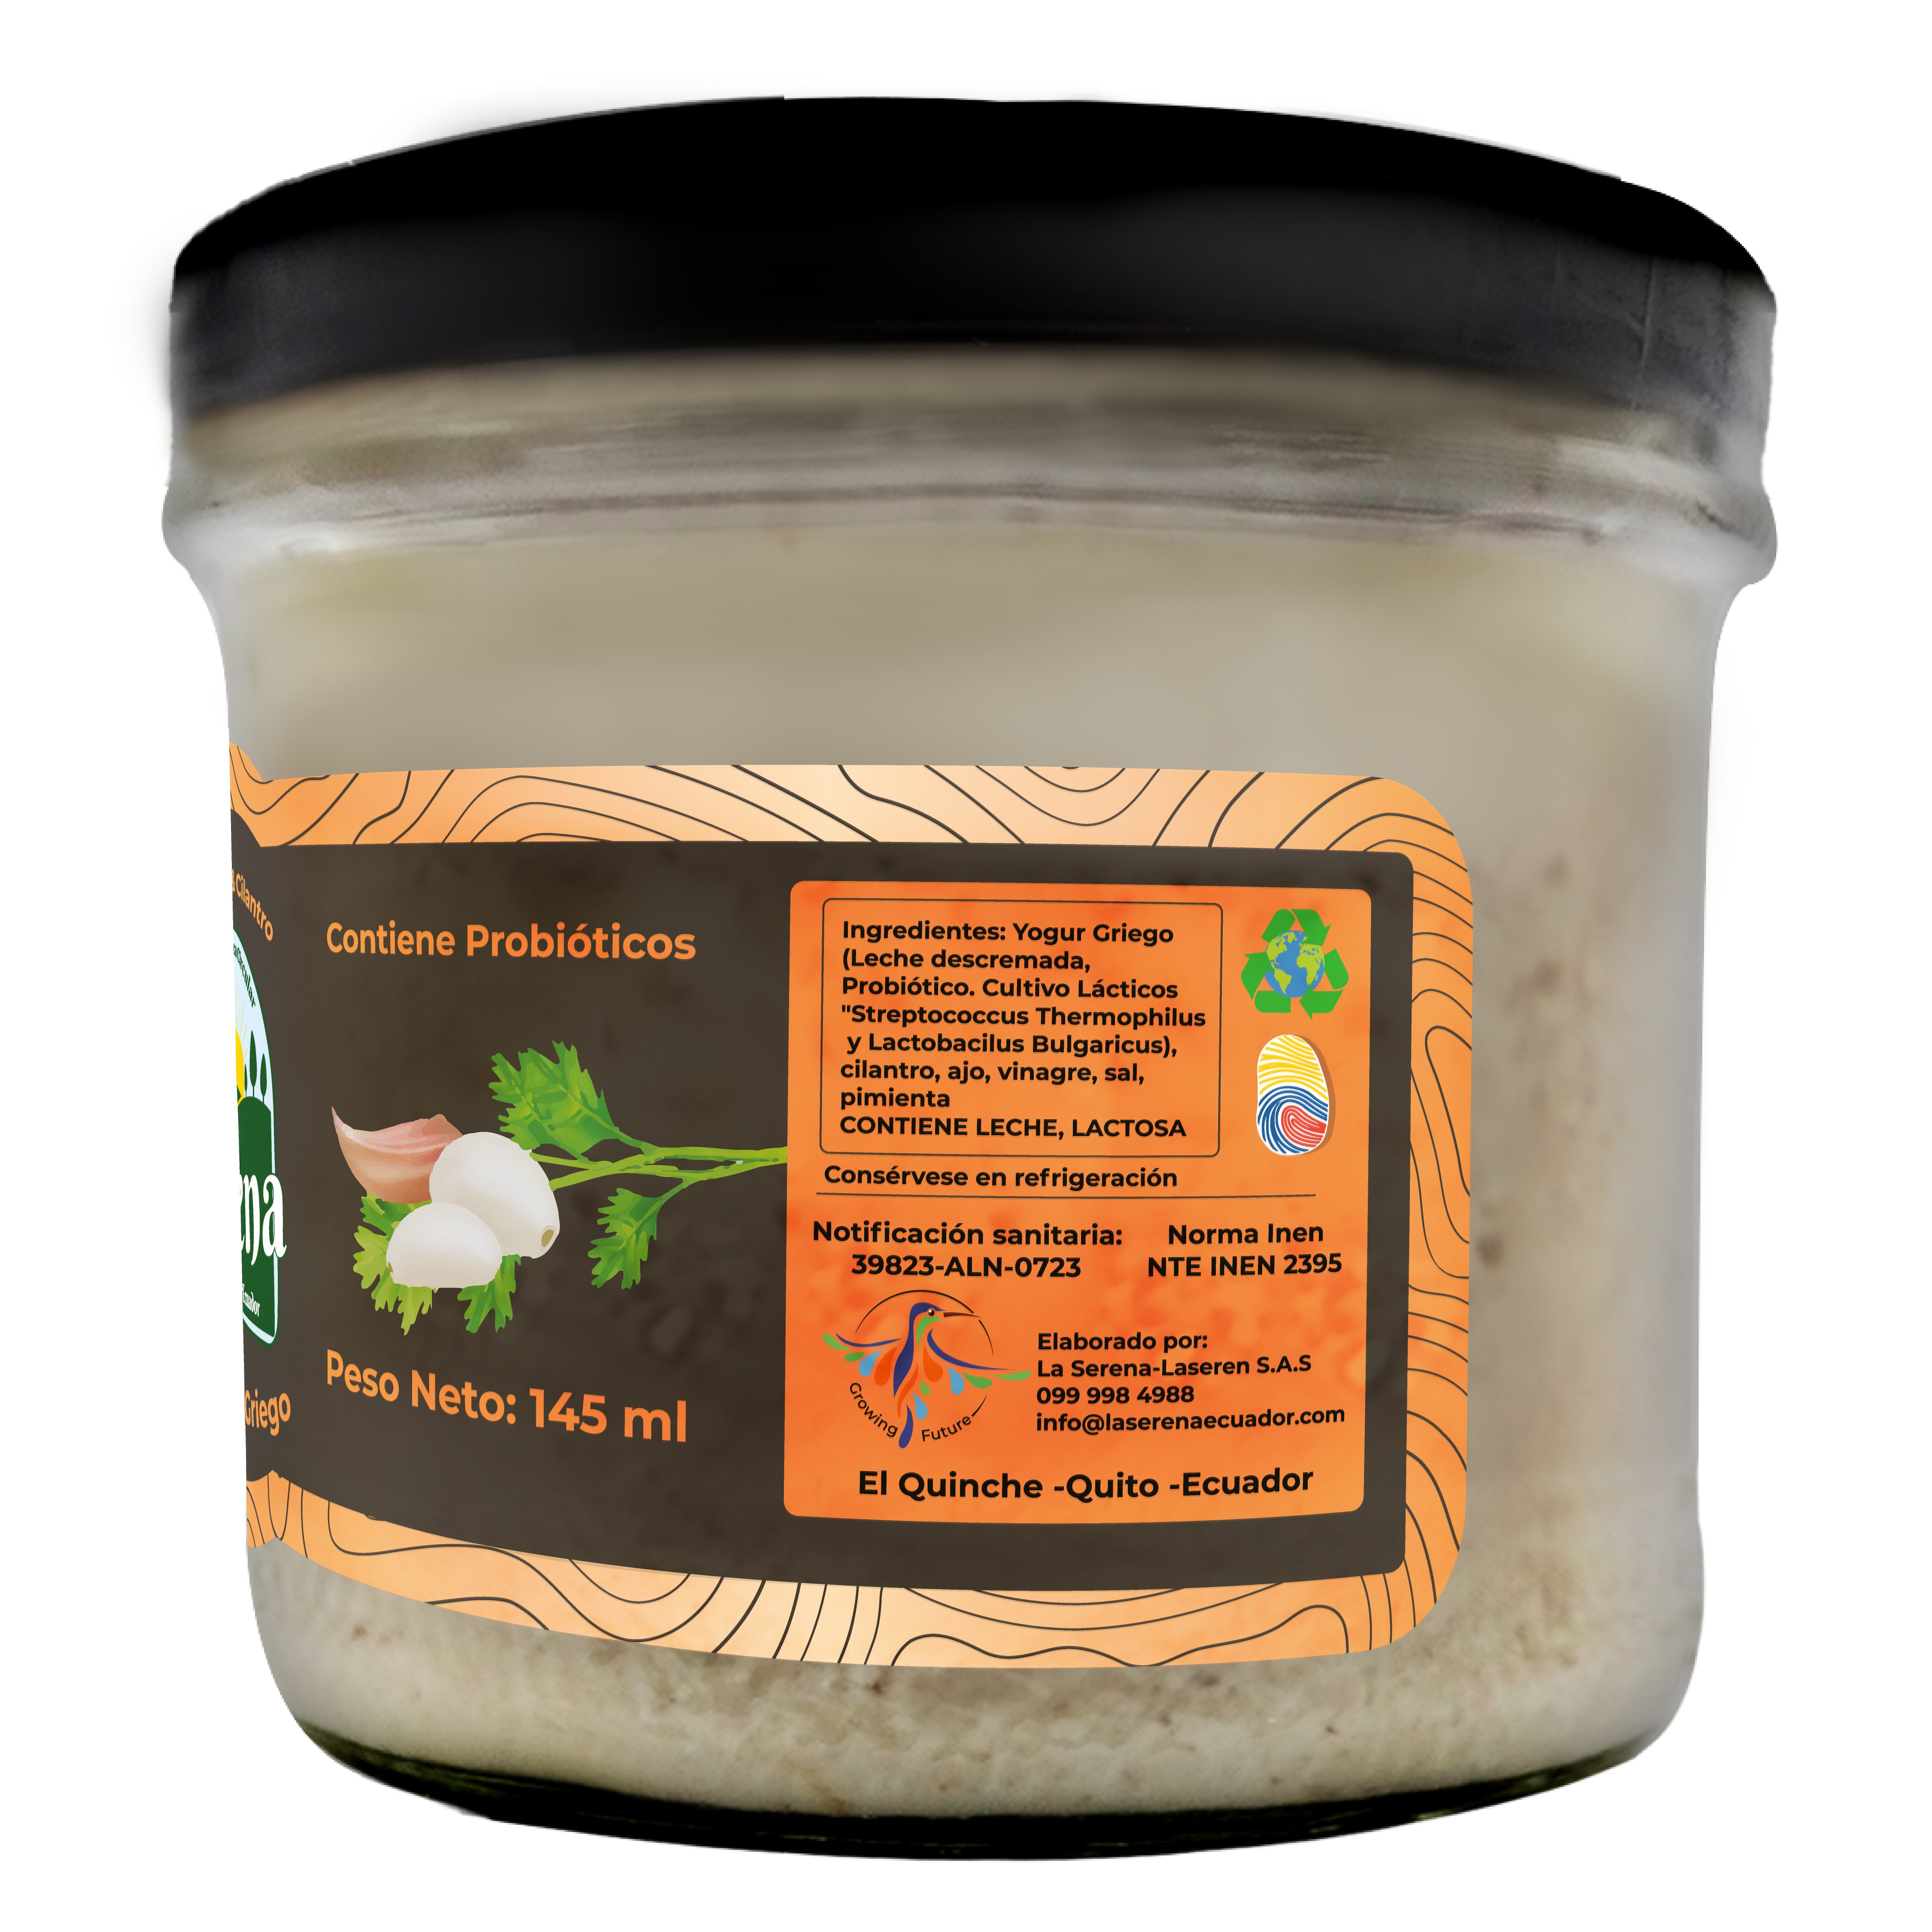 Cilantro
ena
Ecuador
Griego
Contiene Probióticos
Peso Neto: 145 ml
Ingredientes: Yogur Griego
(Leche descremada,
Probiótico. Cultivo Lácticos
"Streptococcus Thermophilus
y Lactobacilus Bulgaricus),
cilantro, ajo, vinagre, sal,
pimienta
CONTIENE LECHE, LACTOSA
Consérvese en refrigeración
Notificación sanitaria:
39823-ALN-0723
Norma Inen
NTE INEN 2395
Growing Future
Elaborado por:
La Serena-Laseren S.A.S
099 998 4988
info@laserenaecuador.com
El Quinche -Quito -Ecuador